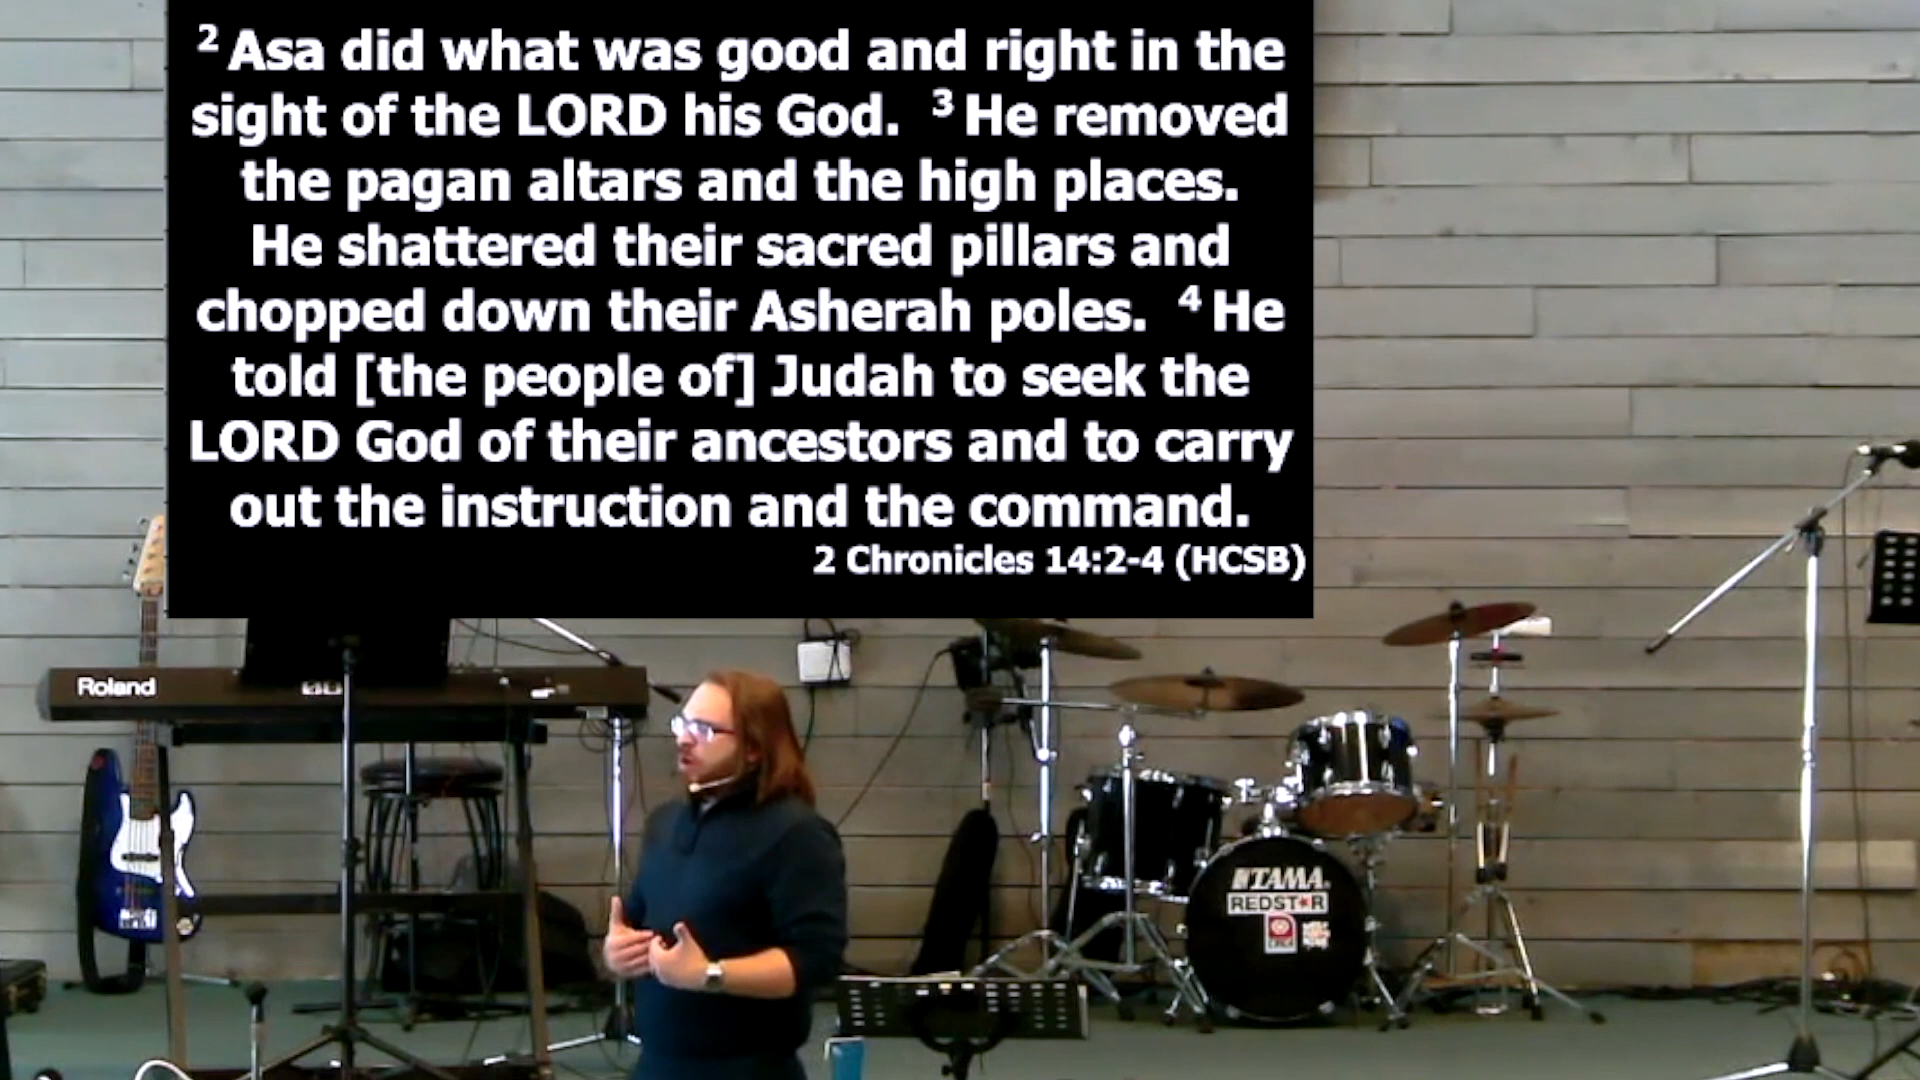 2 Asa did what was good and right in the
sight of the LORD his God. 3 He removed
the pagan altars and the high places.
He shattered their sacred pillars and
chopped down their Asherah poles. 4 He
told [the people of] Judah to seek the
LORD God of their ancestors and to carry
out the instruction and the command.
2 Chronicles 14:2-4 (HCSB)
Roland
TAMA
REDST★R